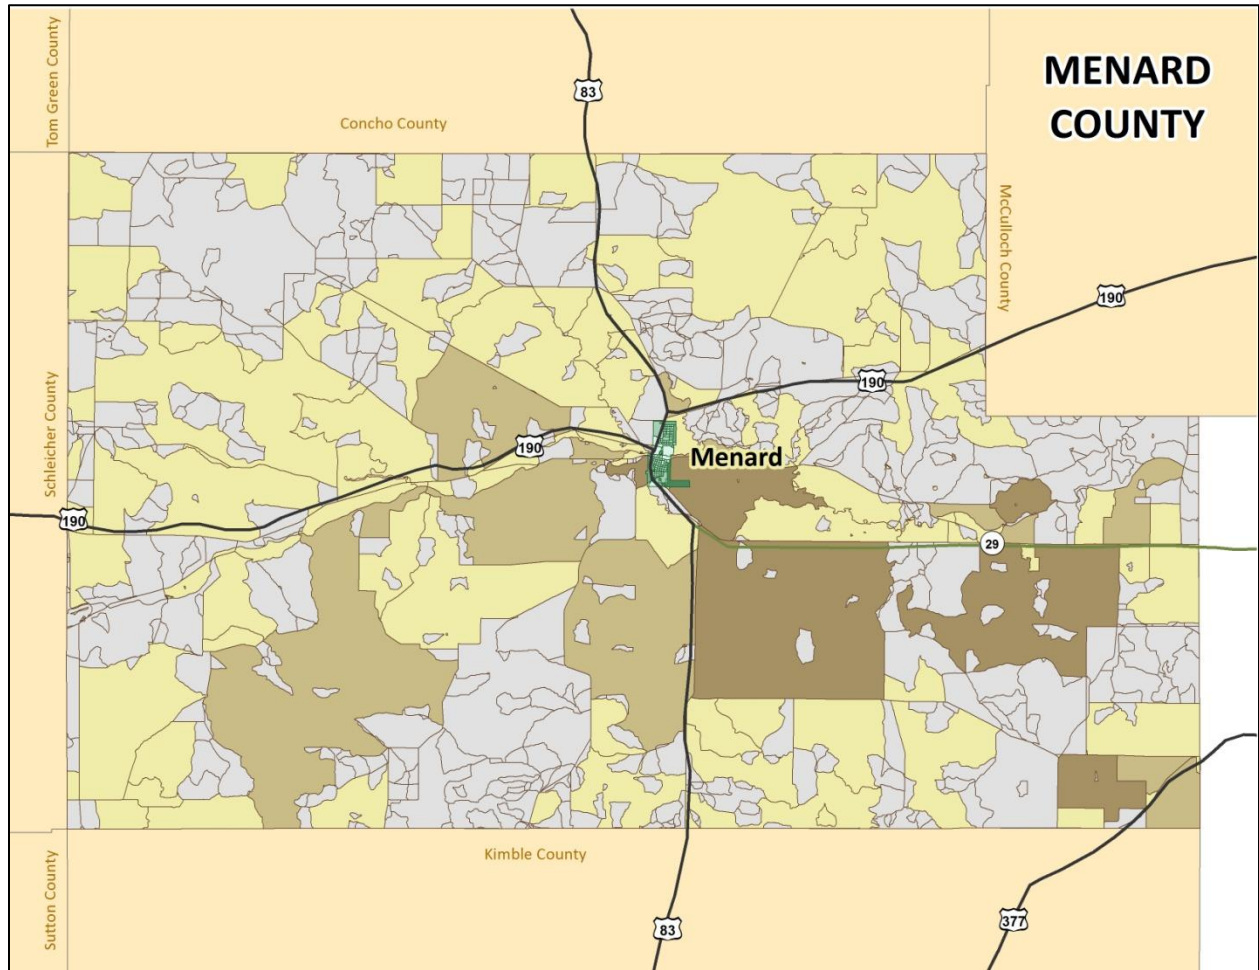 MENARD
COUNTY
Tom Green County
83
Concho County
McCulloch County
190
190
Schleicher County
190
Menard
190
29
Kimble County
Sutton County
83
377